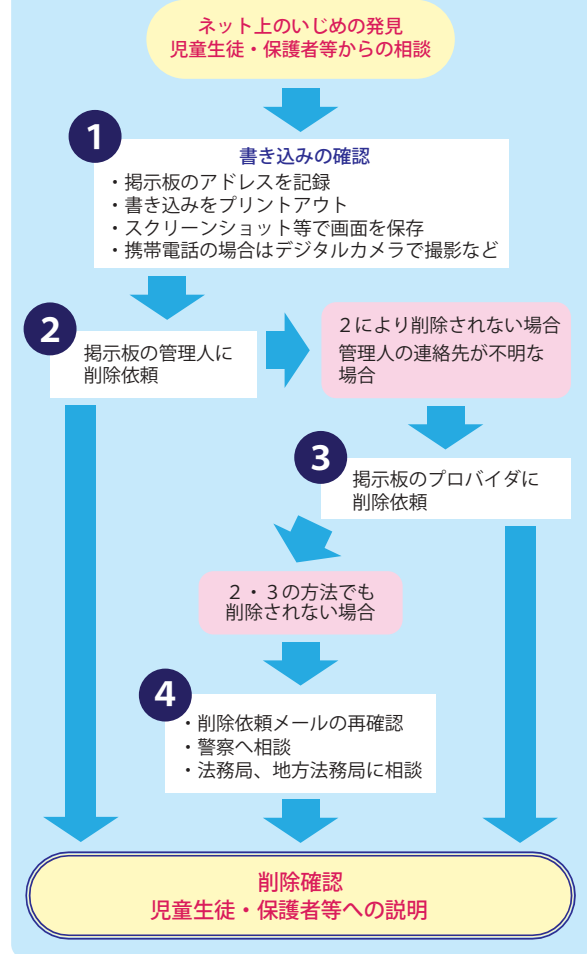 ネット上のいじめの発見
児童生徒・保護者等からの相談
1
書き込みの確認
・掲示板のアドレスを記録
・書き込みをプリントアウト
・スクリーンショット等で画面を保存
・携帯電話の場合はデジタルカメラで撮影など
2
掲示板の管理人に
削除依頼
２により削除されない場合
管理人の連絡先が不明な
場合
3
掲示板のプロバイダに
削除依頼
２・３の方法でも
削除されない場合
4
・削除依頼メールの再確認
・警察へ相談
・法務局、地方法務局に相談
削除確認
児童生徒・保護者等への説明